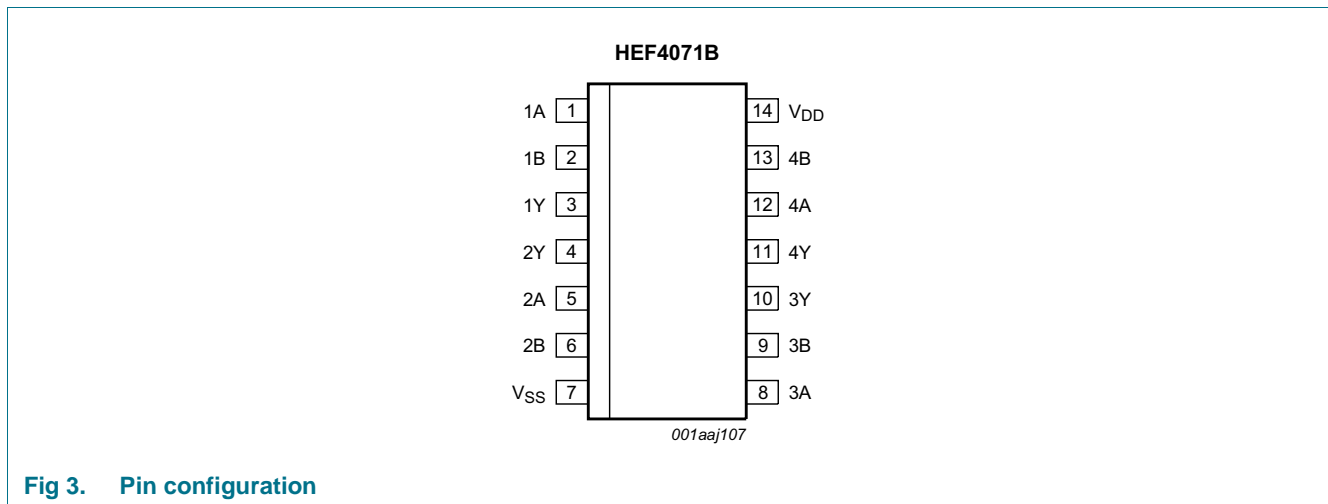 HEF4071B
1A 1 14 VDD
1B 2 13 4B
1Y 3 12 4A
2Y 4 11 4Y
2A 5 10 3Y
2B 6 9 3B
VSS 7 8 3A
001aaj107
Fig 3. Pin configuration